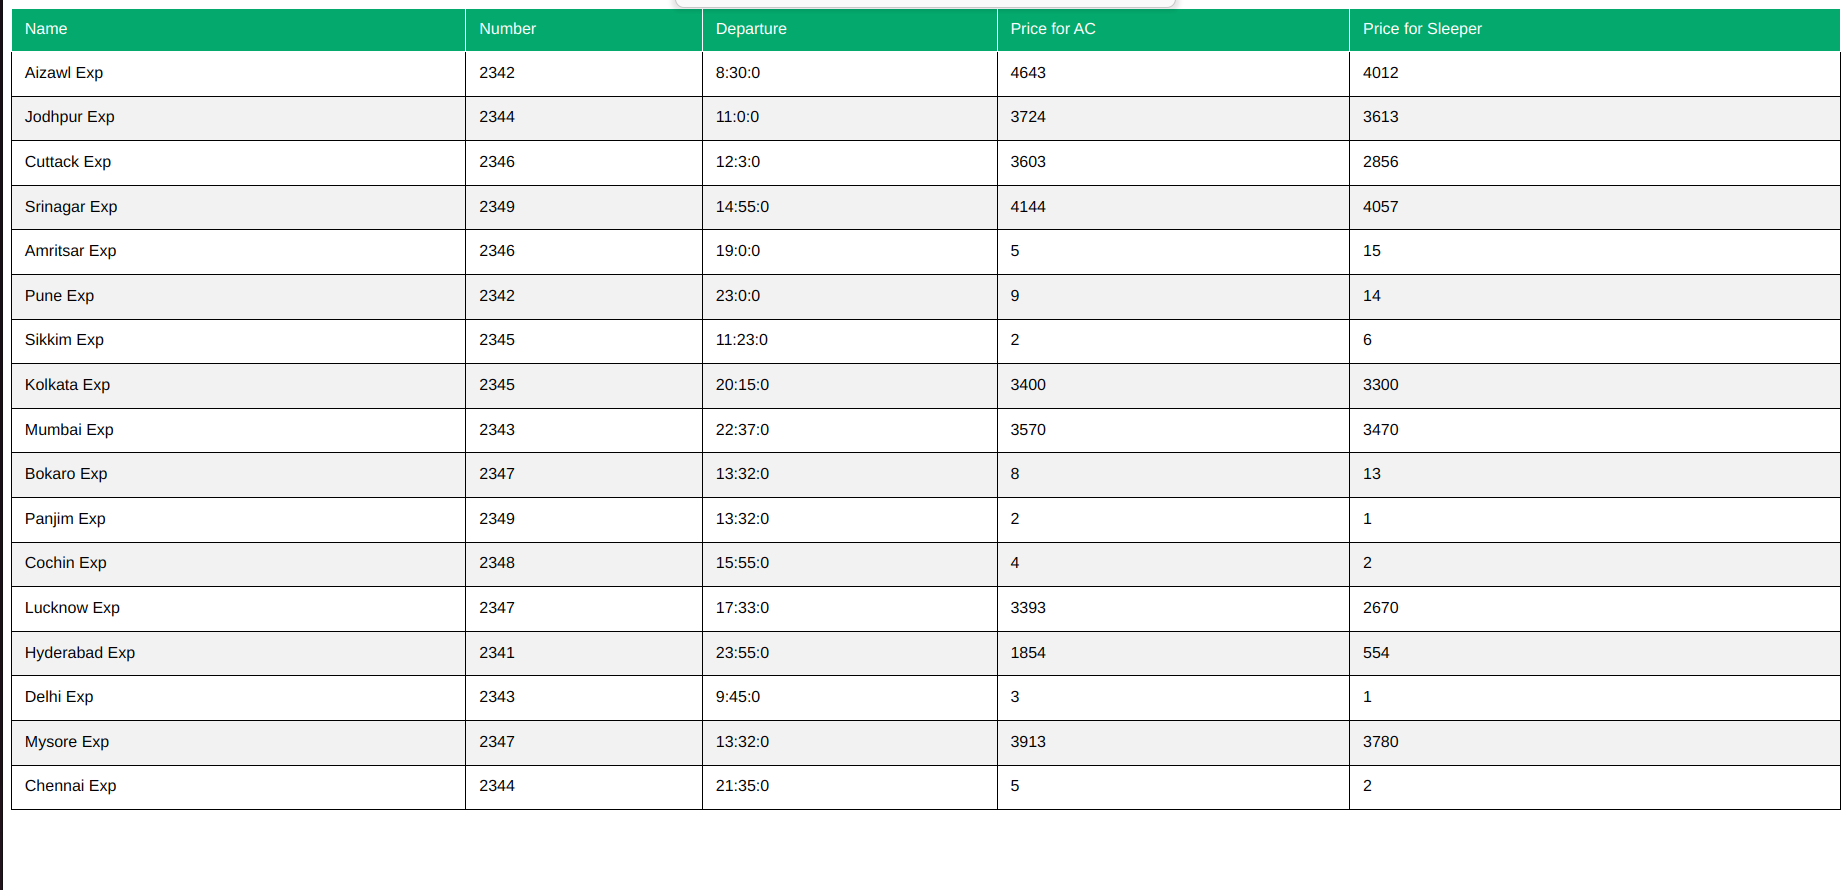 Name Number Departure Price for AC Price for Sleeper
Aizawl Exp 2342 8:30:0 4643 4012
Jodhpur Exp 2344 11:0:0 3724 3613
Cuttack Exp 2346 12:3:0 3603 2856
Srinagar Exp 2349 14:55:0 4144 4057
Amritsar Exp 2346 19:0:0 5 15
Pune Exp 2342 23:0:0 9 14
Sikkim Exp 2345 11:23:0 2 6
Kolkata Exp 2345 20:15:0 3400 3300
Mumbai Exp 2343 22:37:0 3570 3470
Bokaro Exp 2347 13:32:0 8 13
Panjim Exp 2349 13:32:0 2 1
Cochin Exp 2348 15:55:0 4 2
Lucknow Exp 2347 17:33:0 3393 2670
Hyderabad Exp 2341 23:55:0 1854 554
Delhi Exp 2343 9:45:0 3 1
Mysore Exp 2347 13:32:0 3913 3780
Chennai Exp 2344 21:35:0 5 2